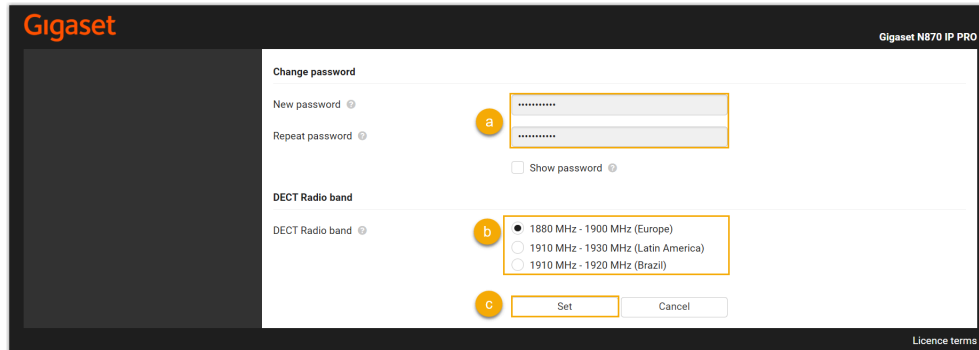 Gigaset
Gigaset N870 IP PRO
Change password
New password ? •••••••••••
a
Repeat password ? •••••••••••
Show password ?
DECT Radio band
DECT Radio band ? b 1880 MHz - 1900 MHz (Europe)
1910 MHz - 1930 MHz (Latin America)
1910 MHz - 1920 MHz (Brazil)
c Set Cancel
Licence terms